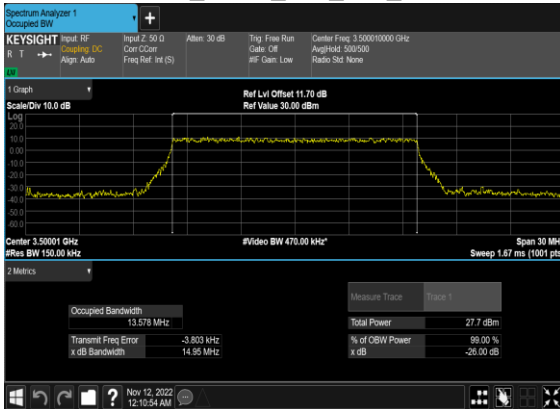 Spectrum Analyzer 1
Occupied BW
+
KEYSIGHT Input: RF Input Z: 50 Ω Atten: 30 dB Trig: Free Run Center Freq: 3.500010000 GHz
R T Coupling: DC Corr CCorr Gate: Off Avg|Hold: 500/500
Align: Auto Freq Ref: Int (S) #IF Gain: Low Radio Std: None
1 Graph
Ref Lvl Offset 11.70 dB
Scale/Div 10.0 dB Ref Value 30.00 dBm
Log
20.0
10.0
0.00
-10.0
-20.0
-30.0
-40.0
-50.0
-60.0
Center 3.50001 GHz #Video BW 470.00 kHz* Span 30 MH
#Res BW 150.00 kHz Sweep 1.67 ms (1001 pts
2 Metrics
Measure Trace Trace 1
Occupied Bandwidth
13.578 MHz Total Power 27.7 dBm
Transmit Freq Error -3.803 kHz % of OBW Power 99.00 %
x dB Bandwidth 14.95 MHz x dB -26.00 dB
? Nov 12, 2022
12:10:54 AM